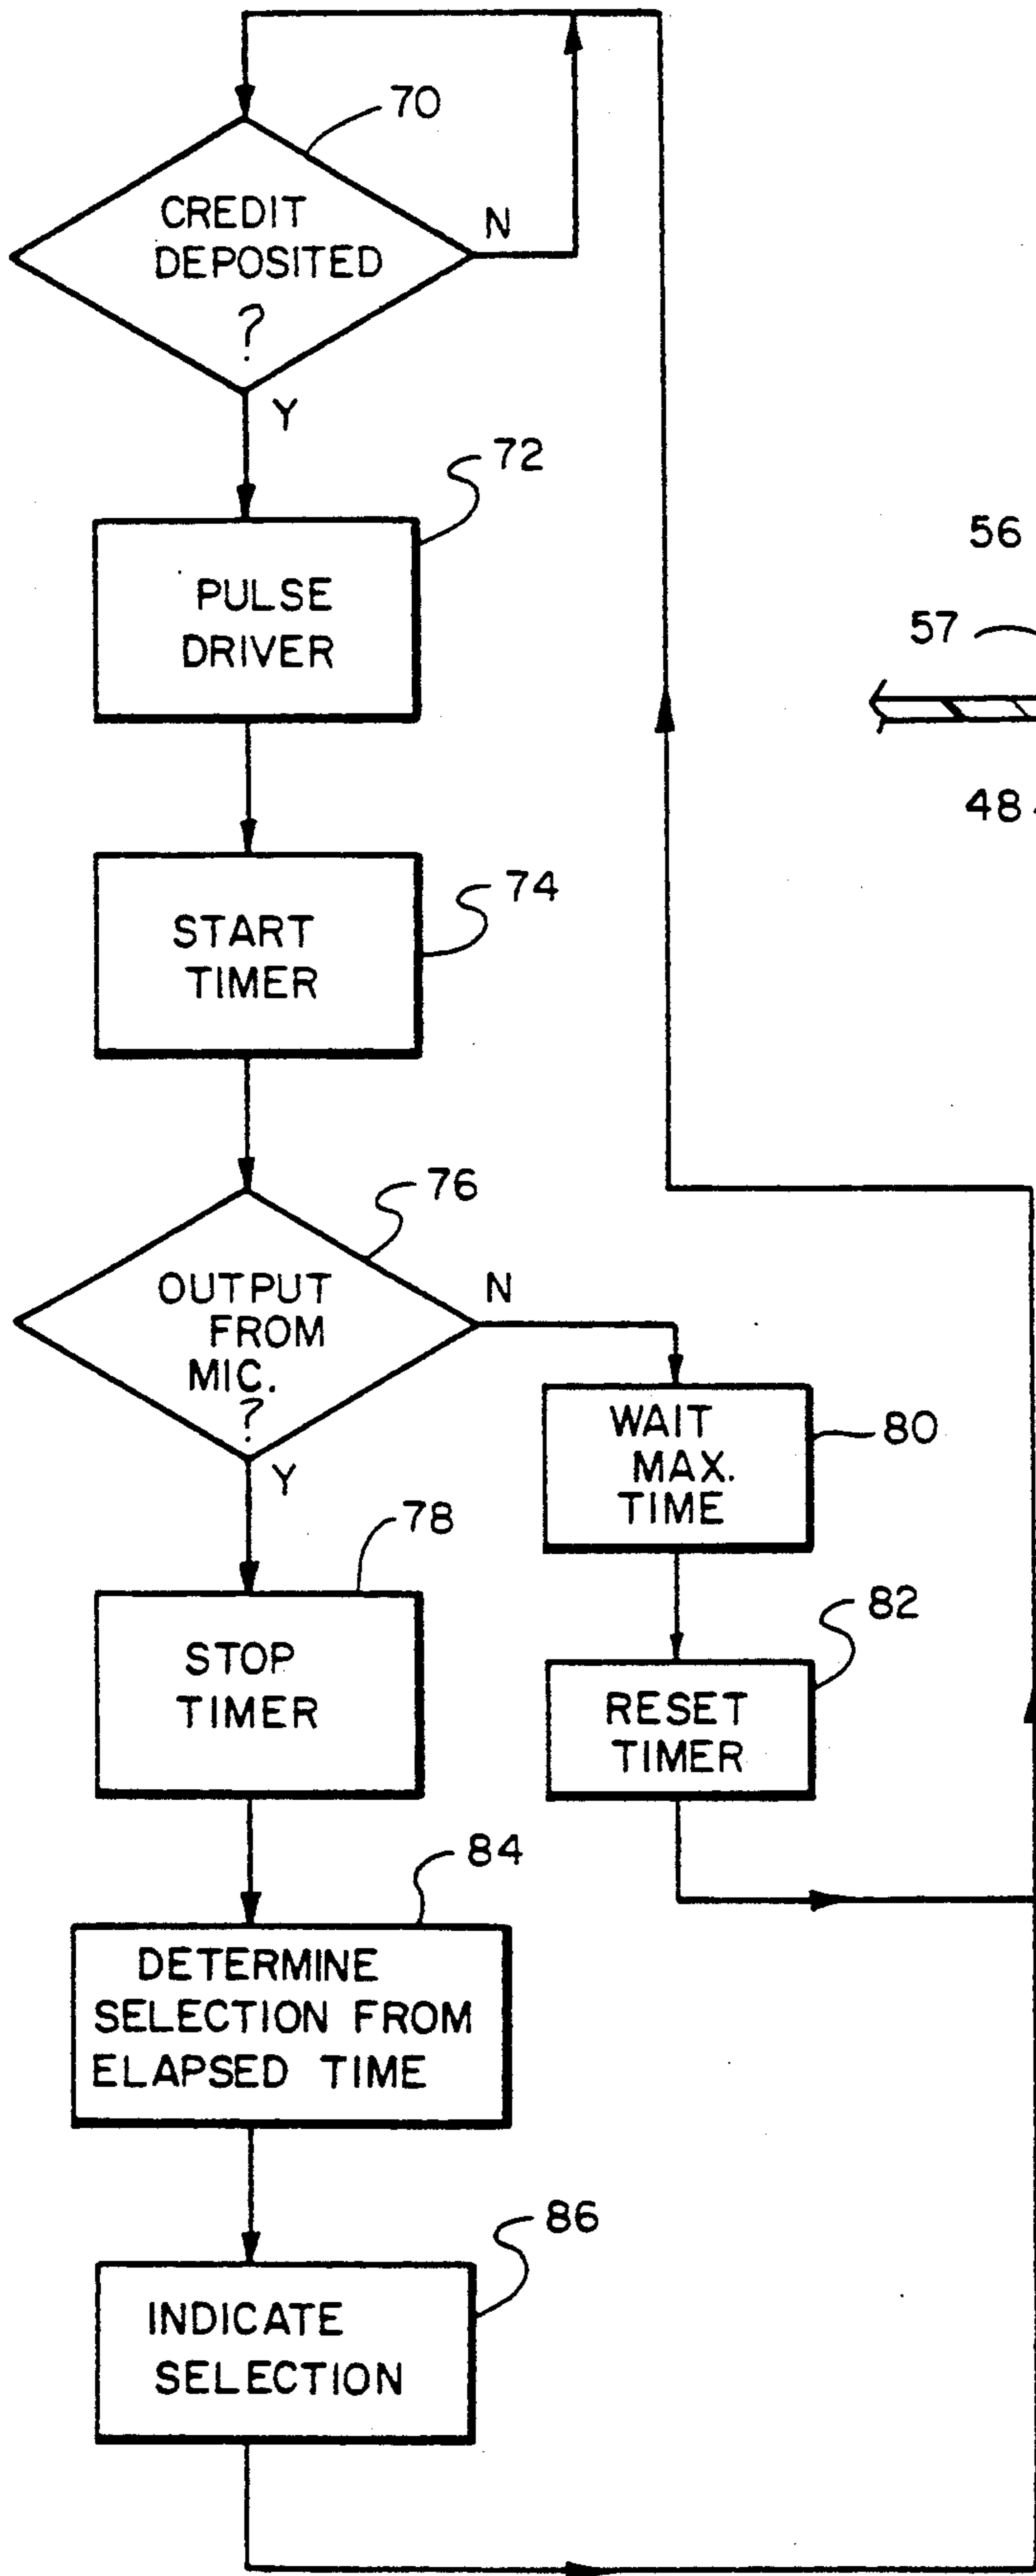 70
CREDIT
DEPOSITED
?
N
Y
72
PULSE
DRIVER
56
57
48
74
START
TIMER
76
OUTPUT
FROM
MIC.
?
N
Y
WAIT
MAX.
TIME
80
78
STOP
TIMER
82
RESET
TIMER
84
DETERMINE
SELECTION FROM
ELAPSED TIME
86
INDICATE
SELECTION